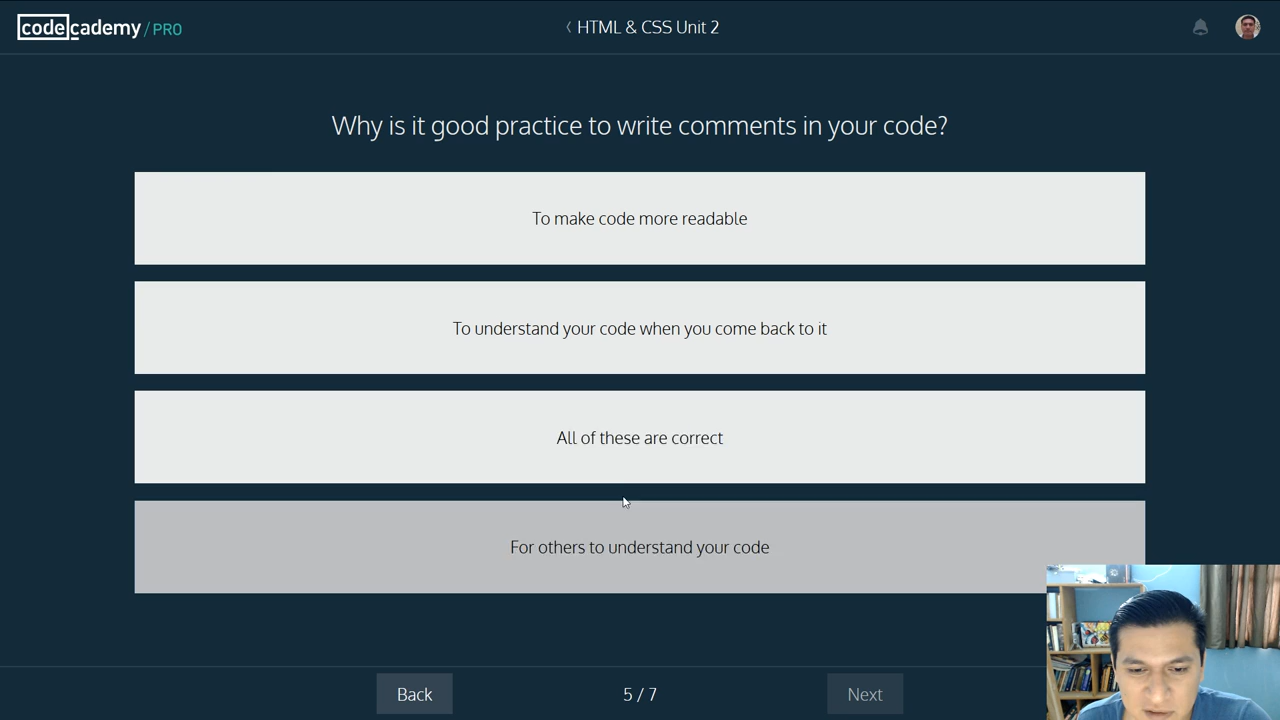 codecademy / PRO
< HTML & CSS Unit 2
Why is it good practice to write comments in your code?
To make code more readable
To understand your code when you come back to it
All of these are correct
For others to understand your code
Back
5 / 7
Next